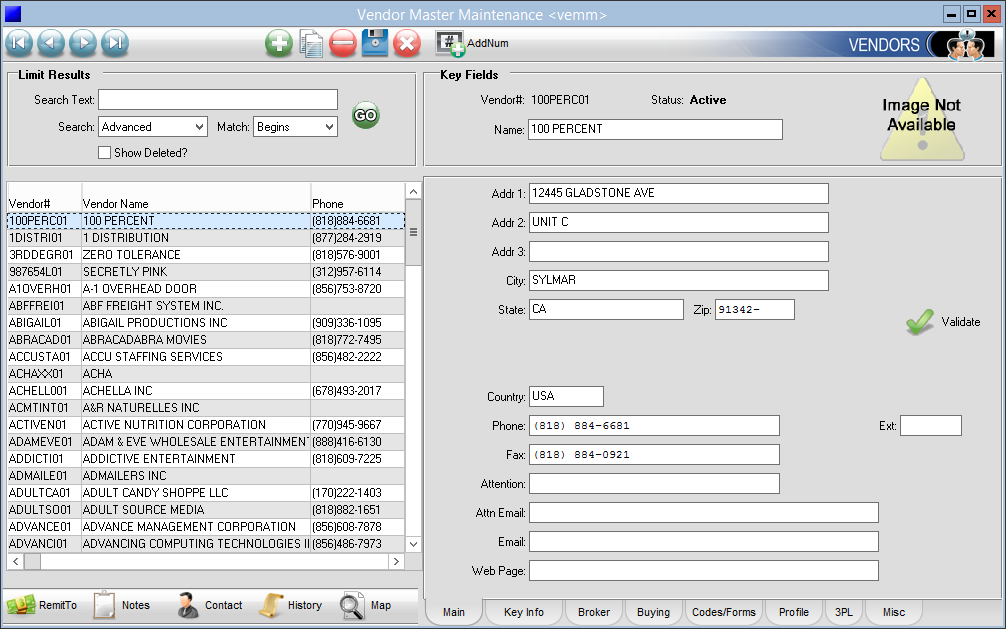 Vendor Master Maintenance <vemm>
# AddNum VENDORS
Limit Results
Search Text:
GO
Search: Advanced Match: Begins
Show Deleted?
Key Fields
Vendor#: 100PERC01 Status: Active
Name: 100 PERCENT
Image Not
Available
Vendor# Vendor Name Phone
100PERC01 100 PERCENT (818)884-6681
1DISTRI01 1 DISTRIBUTION (877)284-2919
3RDDEGR01 ZERO TOLERANCE (818)576-9001
987654L01 SECRETLY PINK (312)957-6114
A1OVERH01 A-1 OVERHEAD DOOR (856)753-8720
ABFFREI01 ABF FREIGHT SYSTEM INC.
ABIGAIL01 ABIGAIL PRODUCTIONS INC (909)336-1095
ABRACAD01 ABRACADABRA MOVIES (818)772-7495
ACCUSTA01 ACCU STAFFING SERVICES (856)482-2222
ACHAXX01 ACHA
ACHELL001 ACHELLA INC (678)493-2017
ACMTINT01 A&R NATURELLES INC
ACTIVEN01 ACTIVE NUTRITION CORPORATION (770)945-9667
ADAMEVE01 ADAM & EVE WHOLESALE ENTERTAINMEN (888)416-6130
ADDICTI01 ADDICTIVE ENTERTAINMENT (818)609-7225
ADMAILE01 ADMAILERS INC
ADULTCA01 ADULT CANDY SHOPPE LLC (170)222-1403
ADULTSO01 ADULT SOURCE MEDIA (818)882-1651
ADVANCE01 ADVANCE MANAGEMENT CORPORATION (856)608-7878
ADVANCI01 ADVANCING COMPUTING TECHNOLOGIES II (856)486-7973
RemitTo Notes Contact History Map
Addr 1: 12445 GLADSTONE AVE
Addr 2: UNIT C
Addr 3:
City: SYLMAR
State: CA Zip: 91342-
Validate
Country: USA
Phone: (818) 884-6681 Ext:
Fax: (818) 884-0921
Attention:
Attn Email:
Email:
Web Page:
Main Key Info Broker Buying Codes/Forms Profile 3PL Misc